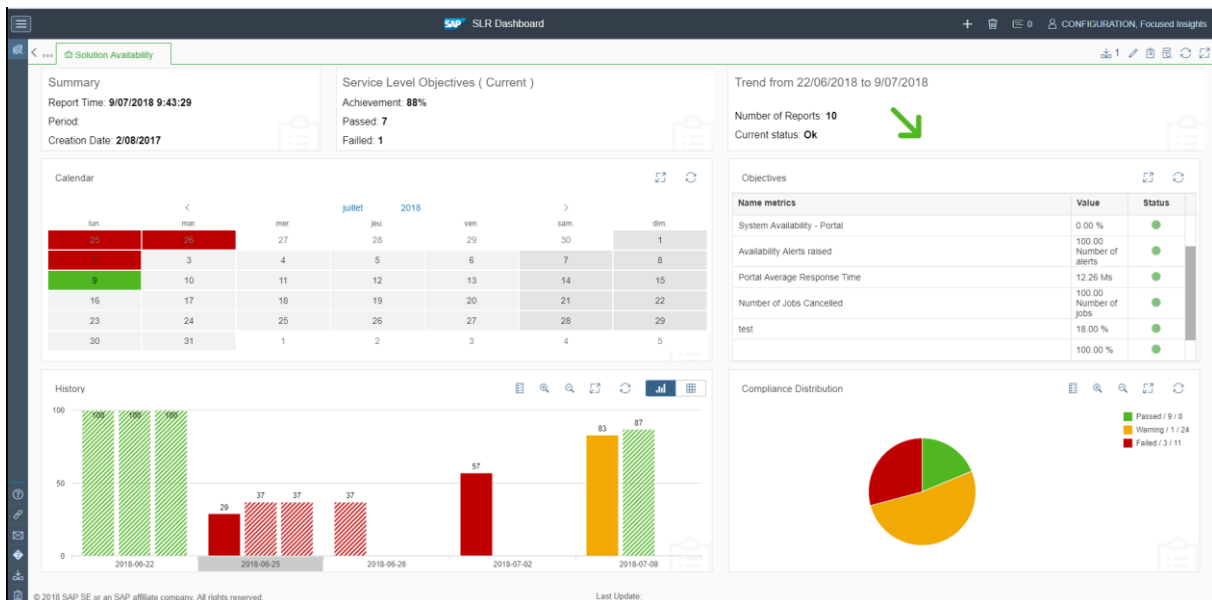 SAP SLR Dashboard
0 CONFIGURATION, Focused Insights
Solution Availability
1
Summary
Report Time: 9/07/2018 9:43:29
Period:
Creation Date: 2/08/2017
Service Level Objectives ( Current )
Achievement: 88%
Passed: 7
Failled: 1
Trend from 22/06/2018 to 9/07/2018
Number of Reports: 10
Current status: Ok
Calendar
juillet 2018
lun. mar. mer. jeu. ven. sam. dim.
25 26 27 28 29 30 1
2 3 4 5 6 7 8
9 10 11 12 13 14 15
16 17 18 19 20 21 22
23 24 25 26 27 28 29
30 31 1 2 3 4 5
Objectives
Name metrics Value Status
System Availability - Portal 0.00 %
Availability Alerts raised 100.00
Number of
alerts
Portal Average Response Time 12.26 Ms
Number of Jobs Cancelled 100.00
Number of
jobs
test 18.00 %
100.00 %
History
100
50
0
100 100 100
29 37 37
37
57
83 87
2018-06-22 2018-06-25 2018-06-26 2018-07-02 2018-07-09
Compliance Distribution
Passed / 9 / 0
Warning / 1 / 24
Failed / 3 / 11
© 2018 SAP SE or an SAP affiliate company. All rights reserved.
Last Update: